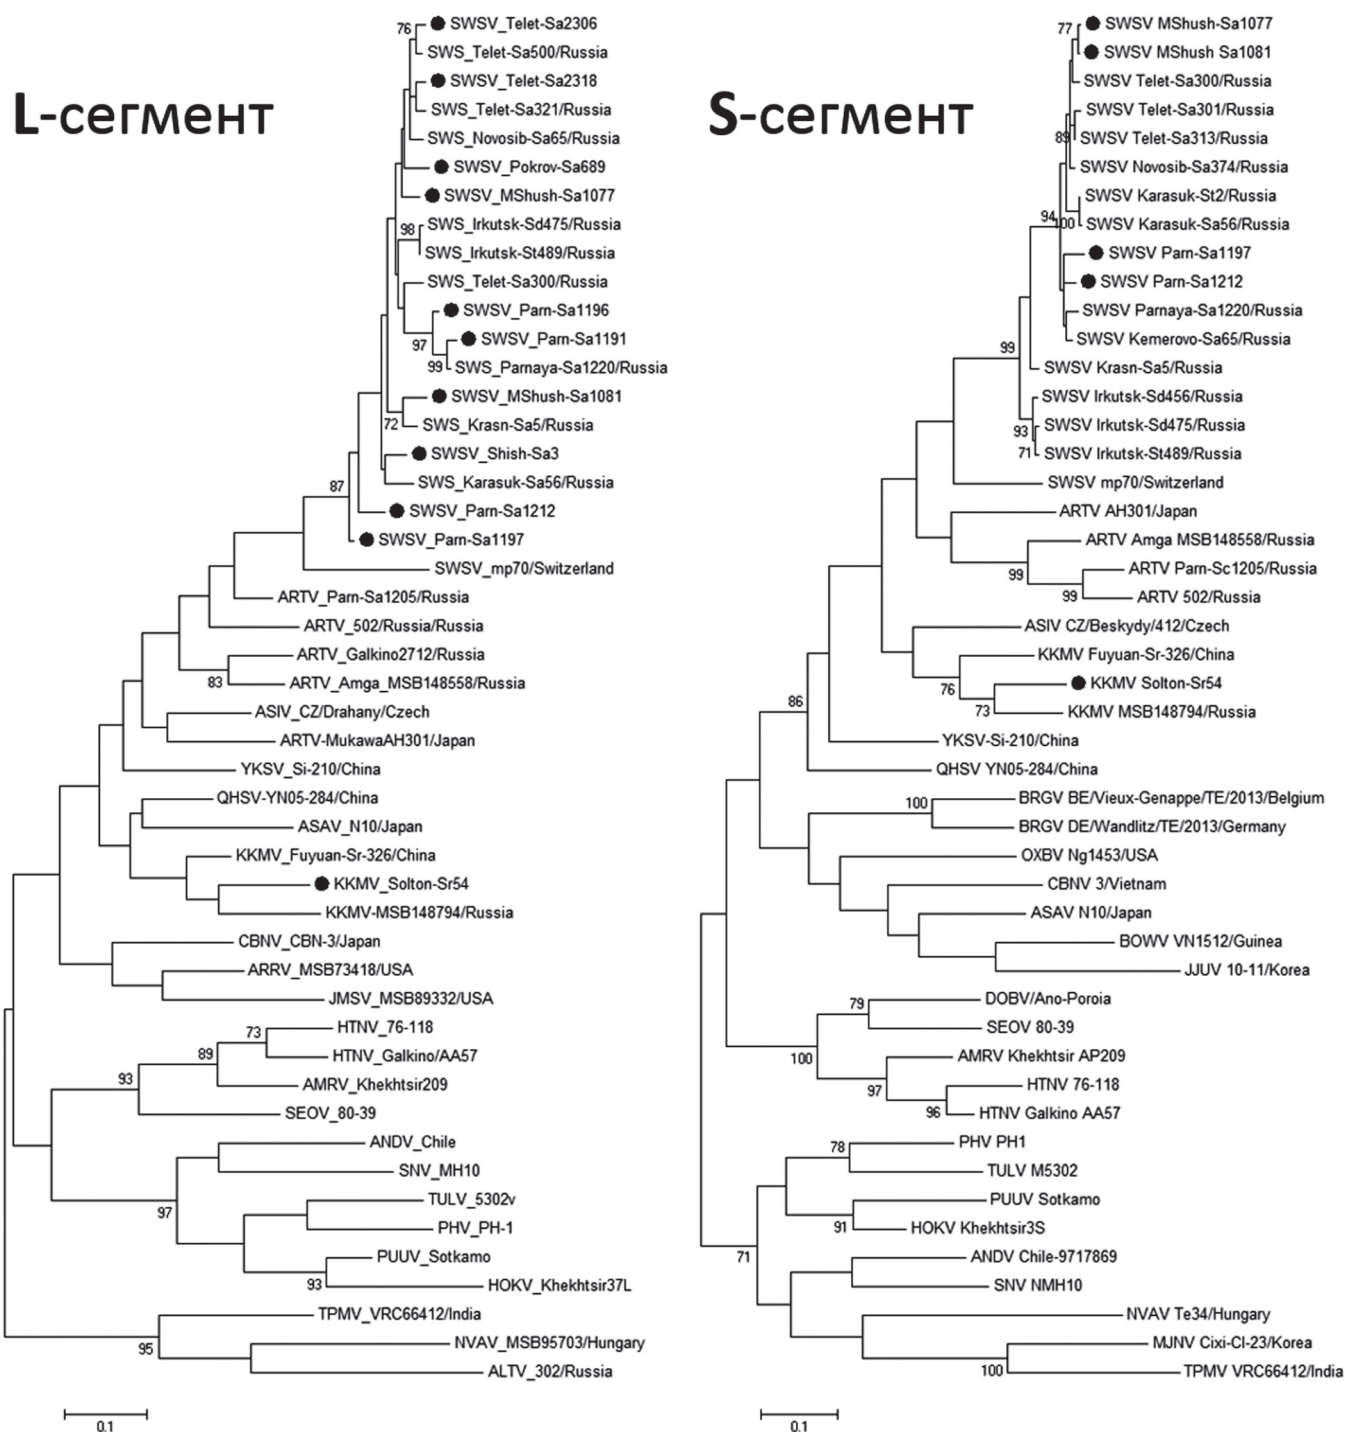 L-сегмент
76
SWSV_Telet-Sa2306
SWS_Telet-Sa500/Russia
SWSV_Telet-Sa2318
SWS_Telet-Sa321/Russia
SWS_Novosib-Sa65/Russia
SWSV_Pokrov-Sa689
SWSV_MShush-Sa1077
98
SWS_Irkutsk-Sd475/Russia
SWS_Irkutsk-St489/Russia
SWS_Telet-Sa300/Russia
SWSV_Parn-Sa1196
97
SWSV_Parn-Sa1191
99
SWS_Parnaya-Sa1220/Russia
SWSV_MShush-Sa1081
72
SWS_Krasn-Sa5/Russia
SWSV_Shish-Sa3
SWS_Karasuk-Sa56/Russia
87
SWSV_Parn-Sa1212
SWSV_Parn-Sa1197
SWSV_mp70/Switzerland
ARTV_Parn-Sa1205/Russia
ARTV_502/Russia/Russia
ARTV_Galkino2712/Russia
83
ARTV_Amga_MSB148558/Russia
ASIV_CZ/Drahany/Czech
ARTV-MukawaAH301/Japan
YKSV_Si-210/China
QHSV-YN05-284/China
ASAV_N10/Japan
KKMV_Fuyuan-Sr-326/China
KKMV_Solton-Sr54
KKMV-MSB148794/Russia
CBNV_CBN-3/Japan
ARRV_MSB73418/USA
JMSV_MSB89332/USA
73
HTNV_76-118
89
HTNV_Galkino/AA57
93
AMRV_Khekhtsir209
SEOV_80-39
ANDV_Chile
SNV_MH10
97
TULV_5302v
PHV_PH-1
PUUV_Sotkamo
93
HOKV_Khekhtsir37L
TPMV_VRC66412/India
95
NVAV_MSB95703/Hungary
ALTV_302/Russia
0.1
S-сегмент
77
SWSV MShush-Sa1077
SWSV MShush Sa1081
SWSV Telet-Sa300/Russia
SWSV Telet-Sa301/Russia
89
SWSV Telet-Sa313/Russia
SWSV Novosib-Sa374/Russia
SWSV Karasuk-St2/Russia
94
100
SWSV Karasuk-Sa56/Russia
SWSV Parn-Sa1197
SWSV Parn-Sa1212
SWSV Parnaya-Sa1220/Russia
SWSV Kemerovo-Sa65/Russia
99
SWSV Krasn-Sa5/Russia
SWSV Irkutsk-Sd456/Russia
93
SWSV Irkutsk-Sd475/Russia
71
SWSV Irkutsk-St489/Russia
SWSV mp70/Switzerland
ARTV AH301/Japan
ARTV Amga MSB148558/Russia
99
ARTV Parn-Sc1205/Russia
99
ARTV 502/Russia
ASIV CZ/Beskydy/412/Czech
KKMV Fuyuan-Sr-326/China
76
KKMV Solton-Sr54
73
KKMV MSB148794/Russia
86
YKSV-Si-210/China
QHSV YN05-284/China
100
BRGV BE/Vieux-Genappe/TE/2013/Belgium
BRGV DE/Wandlitz/TE/2013/Germany
OXBV Ng1453/USA
CBNV 3/Vietnam
ASAV N10/Japan
BOWV VN1512/Guinea
JJUV 10-11/Korea
79
DOBV/Ano-Poroia
SEOV 80-39
100
AMRV Khekhtsir AP209
97
HTNV 76-118
96
HTNV Galkino AA57
78
PHV PH1
TULV M5302
PUUV Sotkamo
91
HOKV Khekhtsir3S
71
ANDV Chile-9717869
SNV NMH10
NVAV Te34/Hungary
MJNV Cixi-Cl-23/Korea
100
TPMV VRC66412/India
0.1